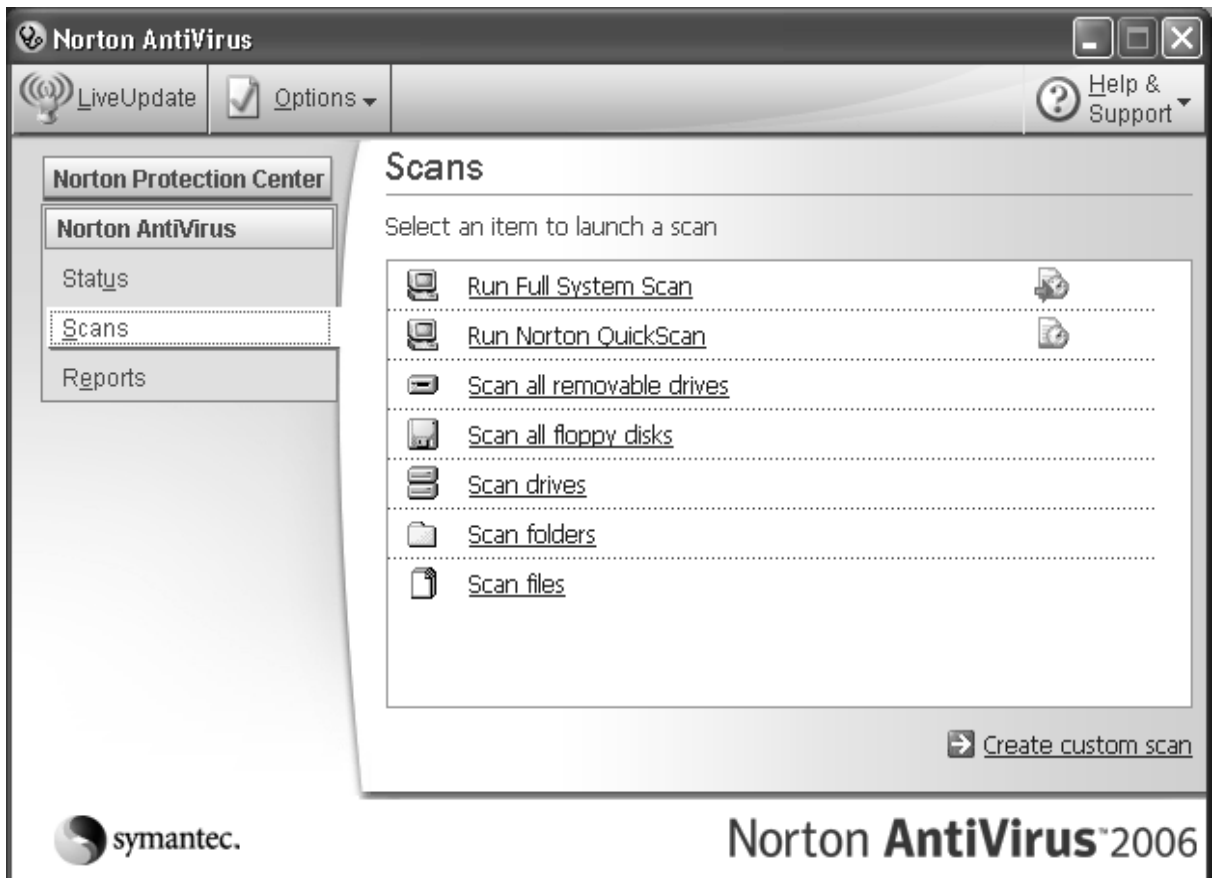 Norton AntiVirus
LiveUpdate
Options
Help &
Support
Norton Protection Center
Norton AntiVirus
Status
Scans
Reports
Scans
Select an item to launch a scan
Run Full System Scan
Run Norton QuickScan
Scan all removable drives
Scan all floppy disks
Scan drives
Scan folders
Scan files
Create custom scan
symantec.
Norton AntiVirus™2006